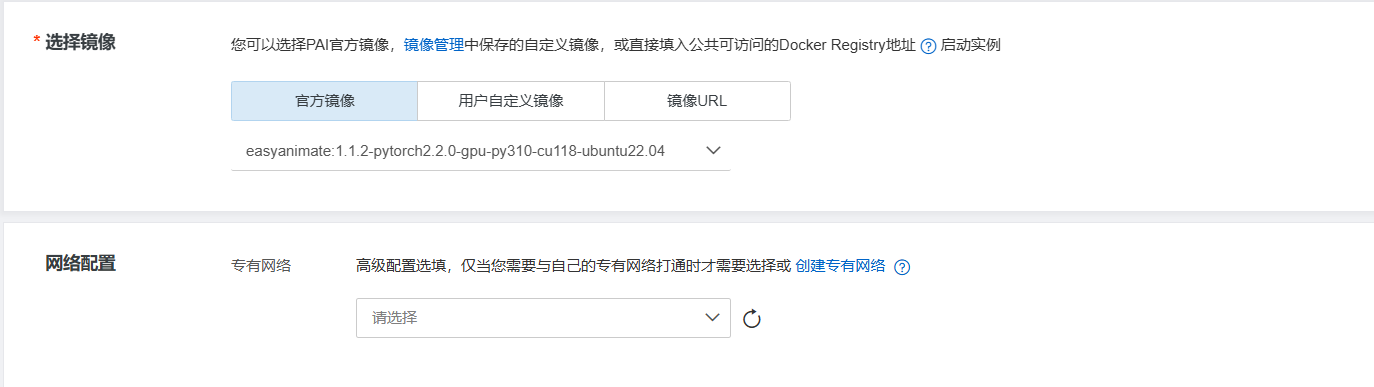 * 选择镜像
您可以选择PAI官方镜像，镜像管理中保存的自定义镜像，或直接填入公共可访问的Docker Registry地址 ? 启动实例
官方镜像 用户自定义镜像 镜像URL
easyanimate:1.1.2-pytorch2.2.0-gpu-py310-cu118-ubuntu22.04
网络配置 专有网络 高级配置选填，仅当您需要与自己的专有网络打通时才需要选择或 创建专有网络 ?
请选择